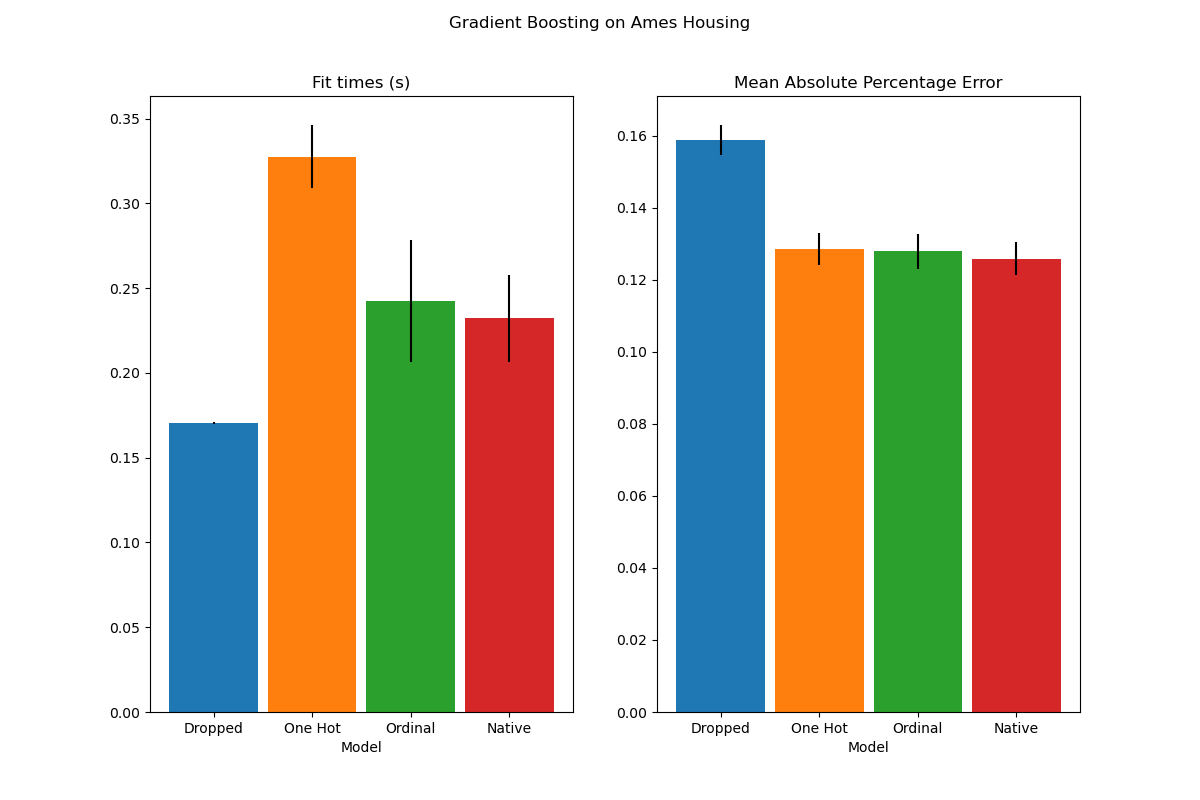 Gradient Boosting on Ames Housing
Fit times (s)
0.35
0.30
0.25
0.20
0.15
0.10
0.05
0.00
Dropped One Hot Ordinal Native
Model
Mean Absolute Percentage Error
0.16
0.14
0.12
0.10
0.08
0.06
0.04
0.02
0.00
Dropped One Hot Ordinal Native
Model